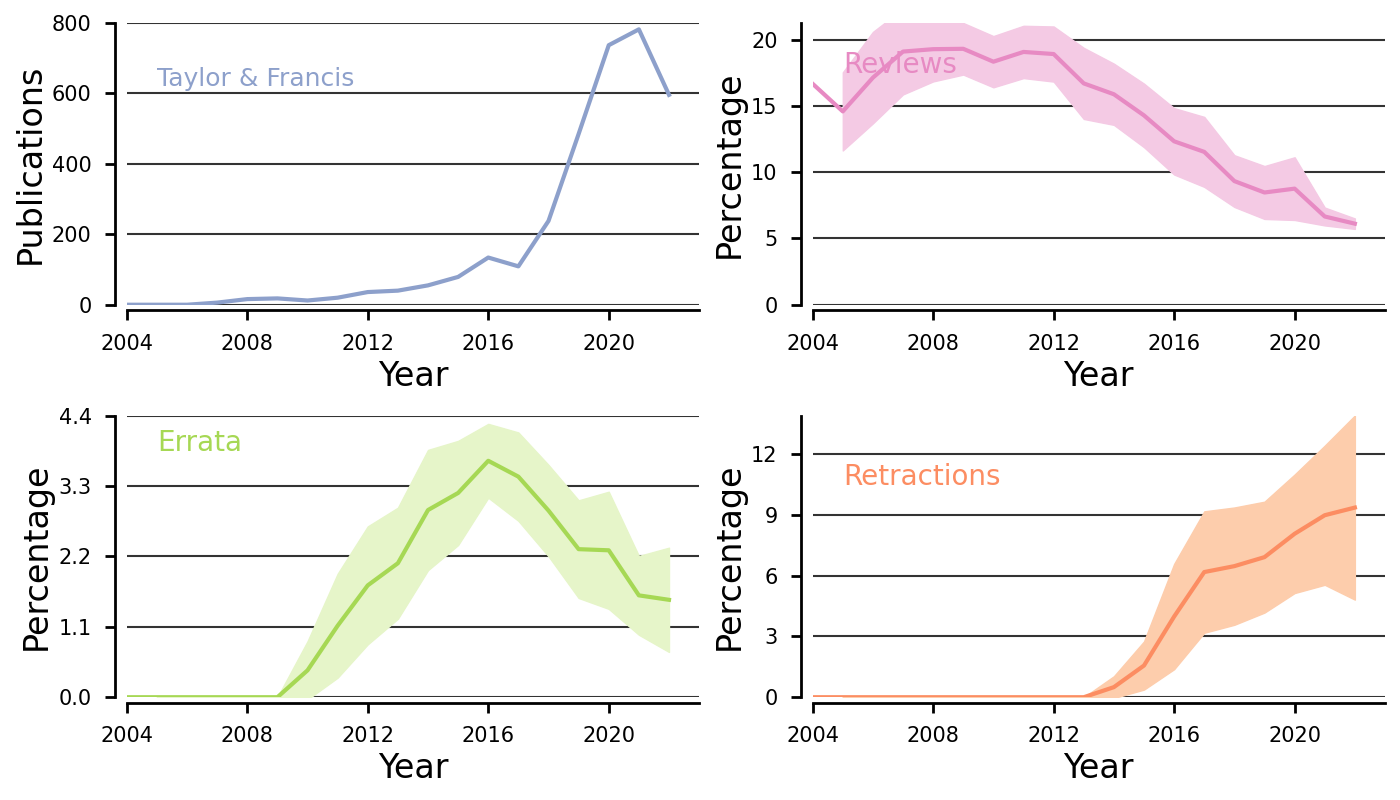 800
600
400
200
0
Publications
Taylor & Francis
2004 2008 2012 2016 2020
Year
20
15
10
5
0
Percentage
Reviews
2004 2008 2012 2016 2020
Year
4.4
3.3
2.2
1.1
0.0
Percentage
Errata
2004 2008 2012 2016 2020
Year
12
9
6
3
0
Percentage
Retractions
2004 2008 2012 2016 2020
Year